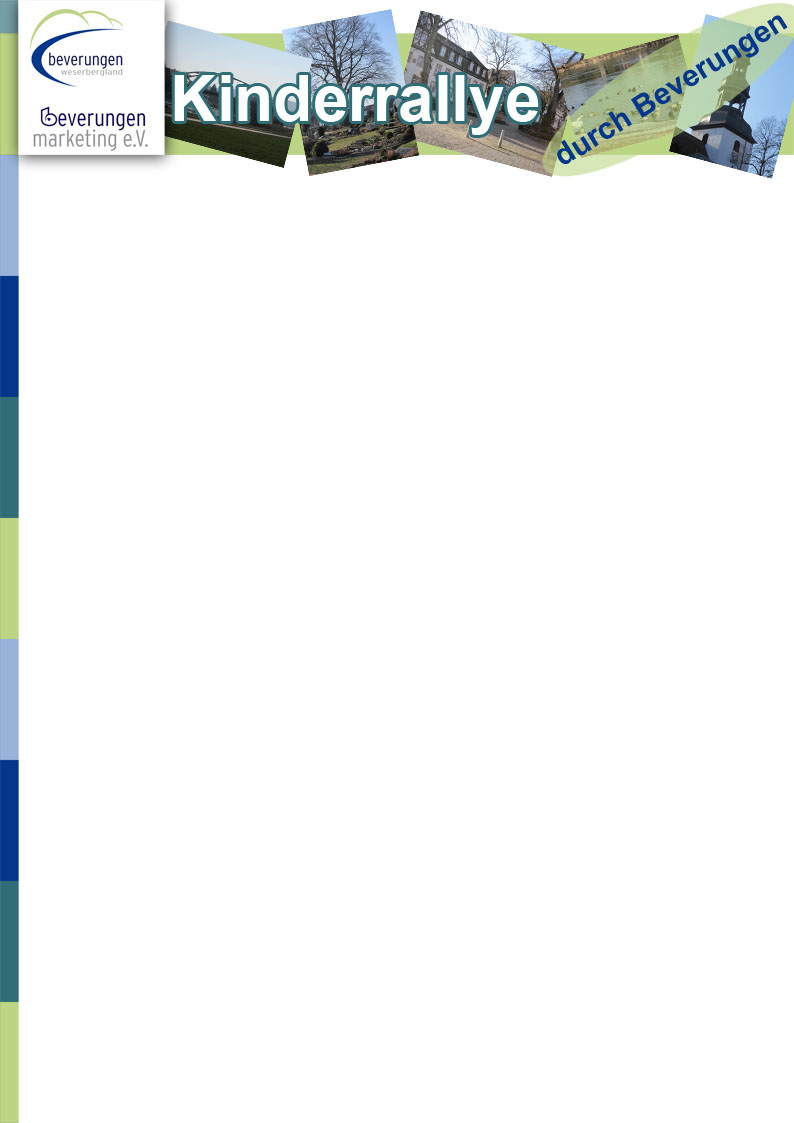 beverungen
weserbergland
beverungen
marketing e.V.
Kinderrallye
durch Beverungen